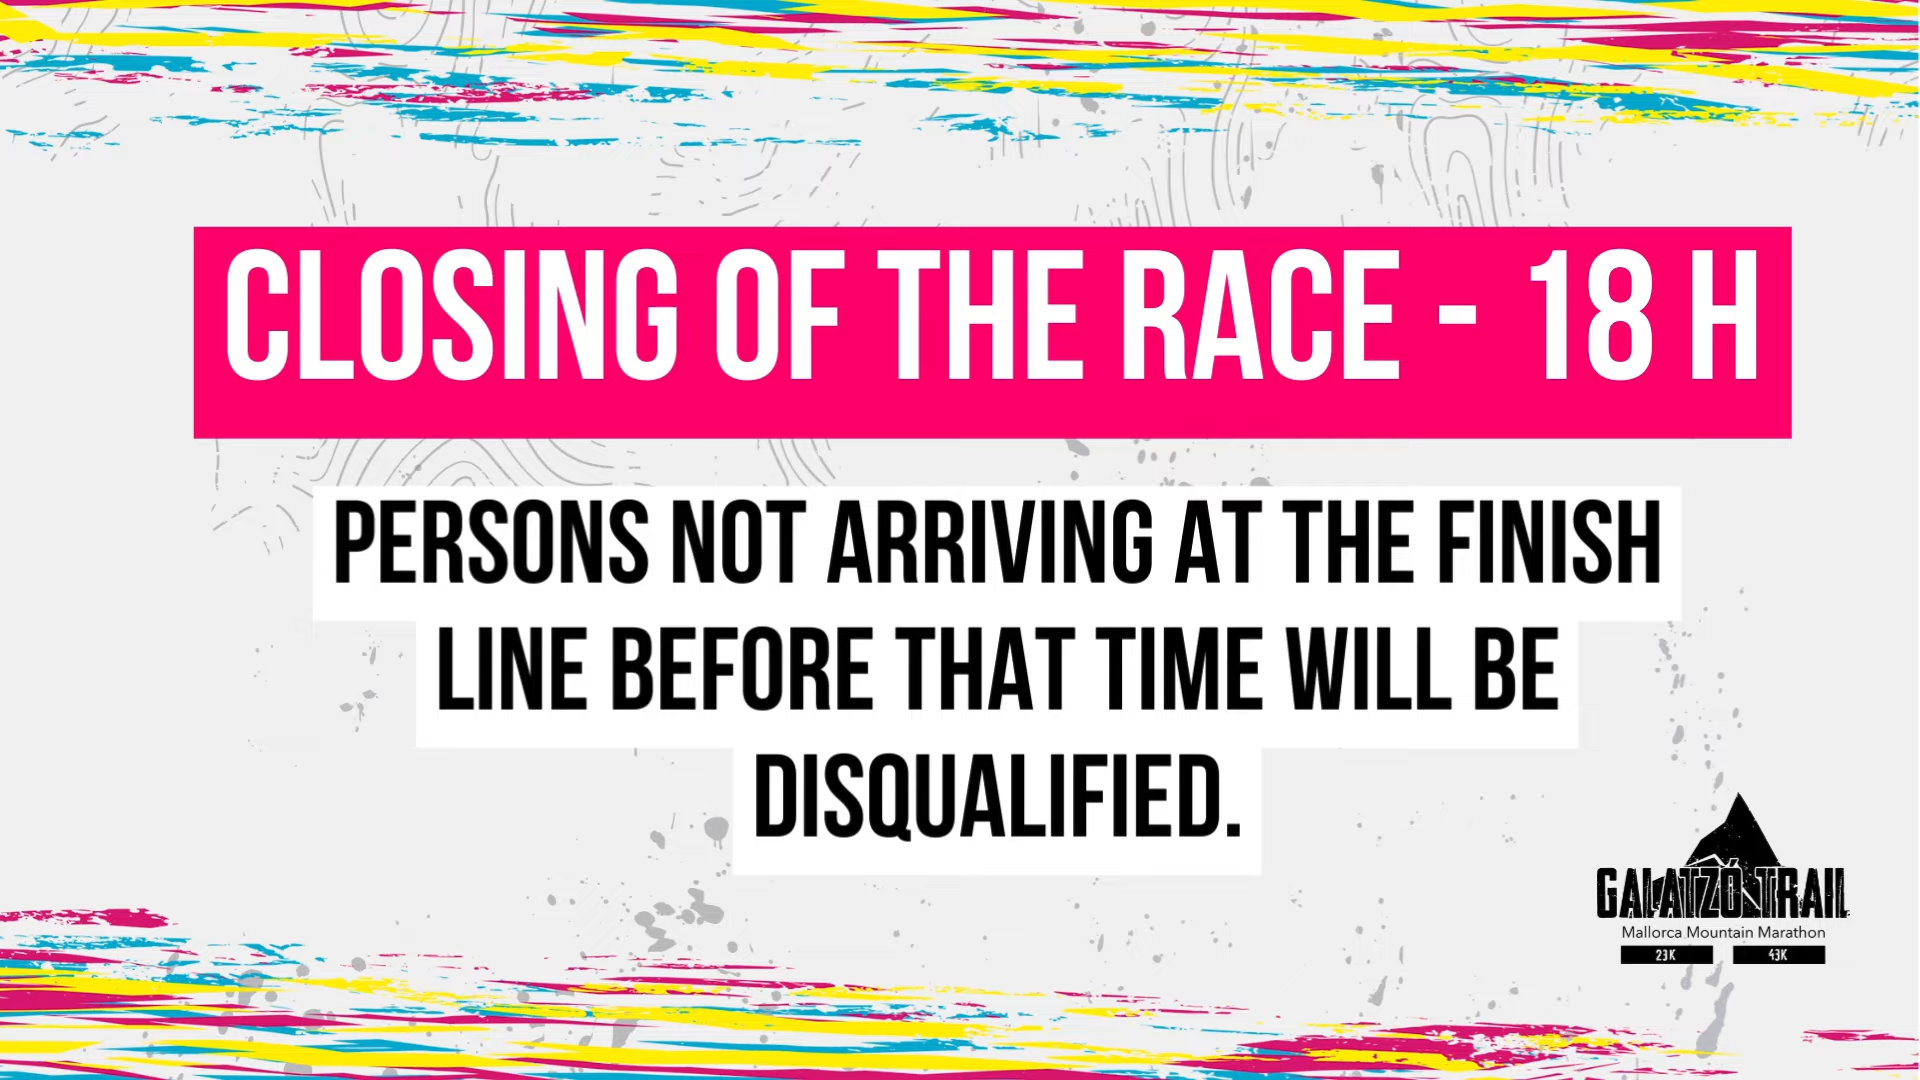 CLOSING OF THE RACE - 18 H
PERSONS NOT ARRIVING AT THE FINISH
LINE BEFORE THAT TIME WILL BE
DISQUALIFIED.
GALATZÓ TRAIL
Mallorca Mountain Marathon
23K 43K